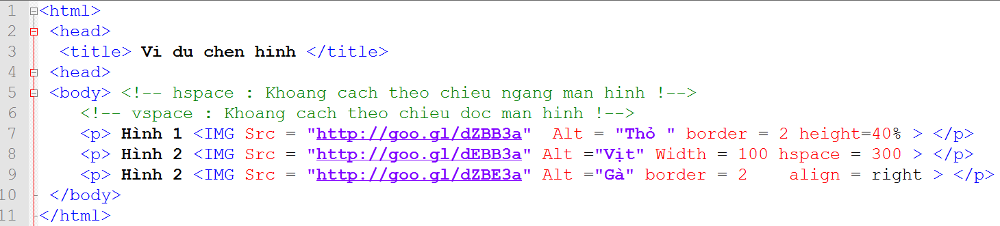 1 <html>
2 <head>
3 <title> Vi du chen hinh </title>
4 <head>
5 <body> <!-- hspace : Khoang cach theo chieu ngang man hinh !-->
6 <!-- vspace : Khoang cach theo chieu doc man hinh !-->
7 <p> Hình 1 <IMG Src = "http://goo.gl/dZBB3a" Alt = "Thỏ " border = 2 height=40% > </p>
8 <p> Hình 2 <IMG Src = "http://goo.gl/dEBB3a" Alt ="Vịt" Width = 100 hspace = 300 > </p>
9 <p> Hình 2 <IMG Src = "http://goo.gl/dZBE3a" Alt ="Gà" border = 2 align = right > </p>
10 </body>
11 </html>